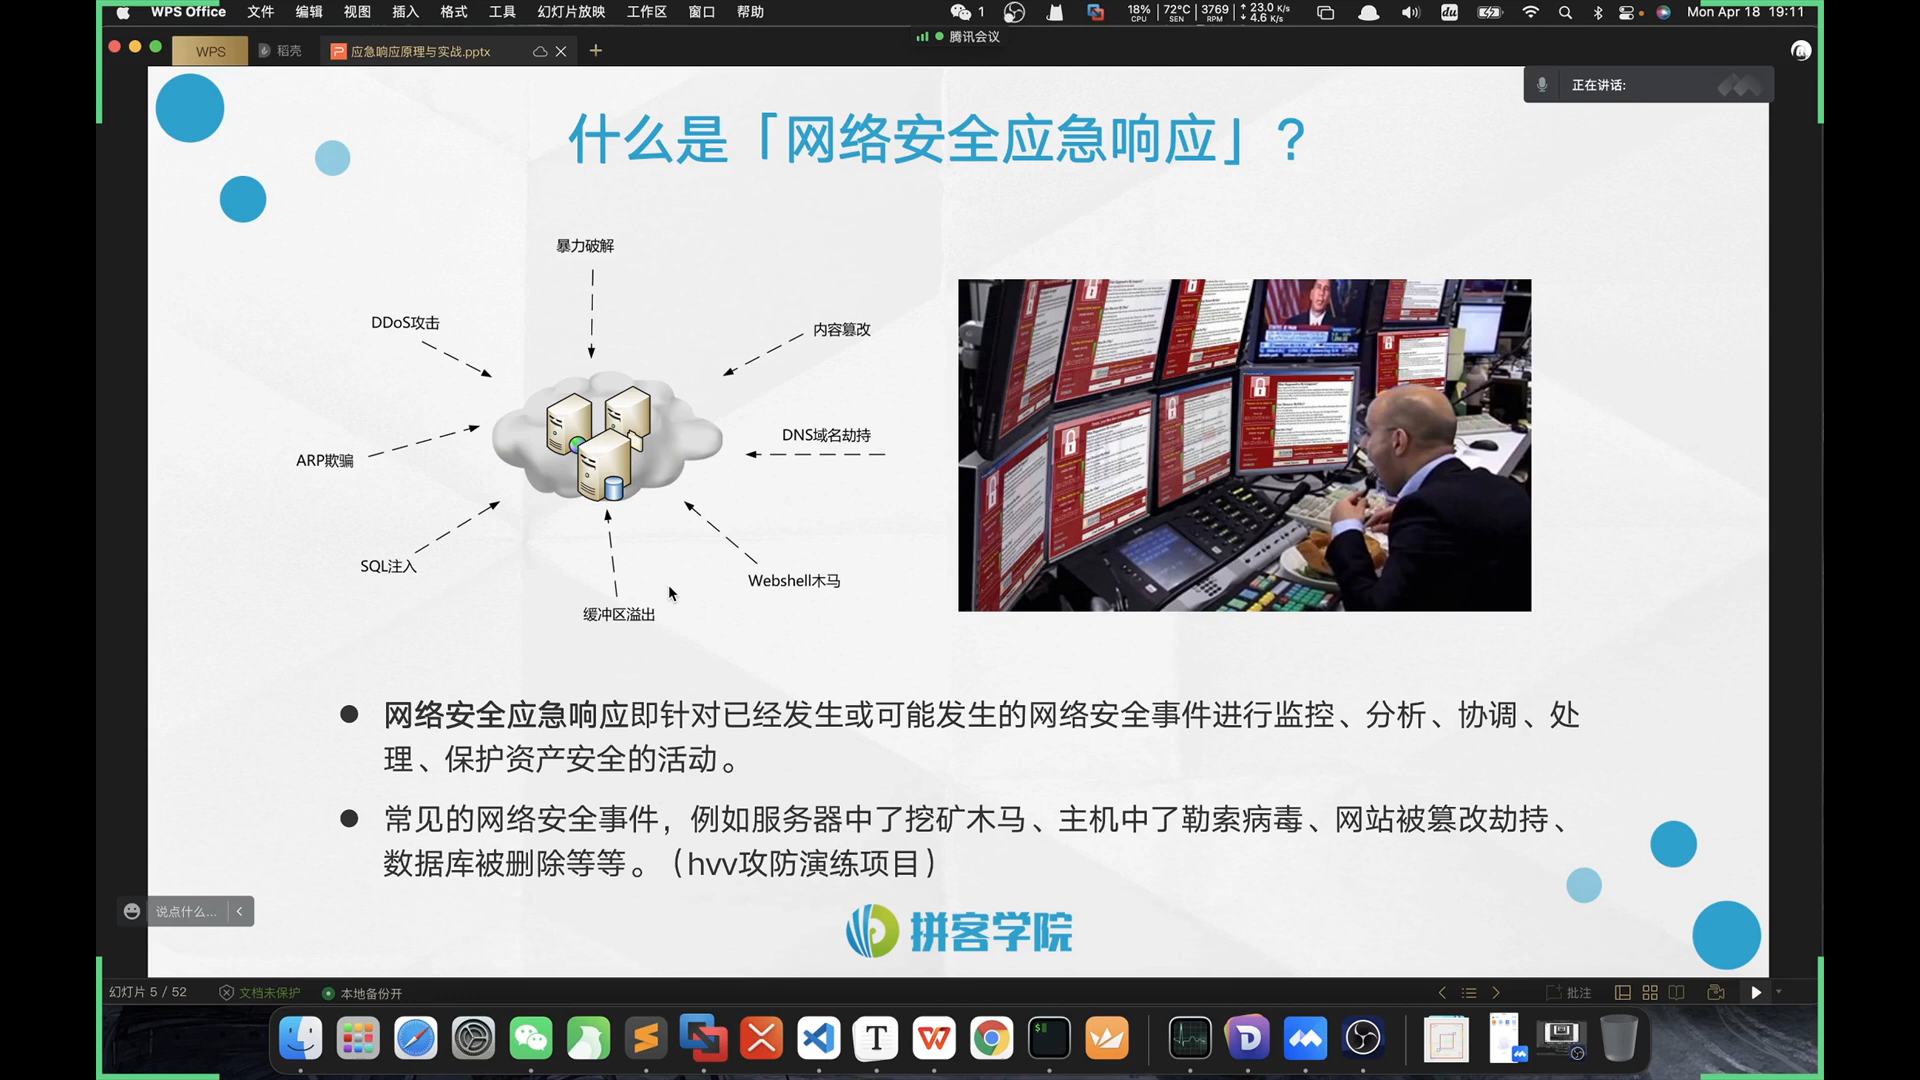 WPS Office 文件 编辑 视图 插入 格式 工具 幻灯片放映 工作区 窗口 帮助
1 18% CPU 72°C SEN 3769 RPM 23.0 K/s 4.6 K/s du Mon Apr 18 19:11
腾讯会议
WPS 稻壳 应急响应原理与实战.pptx
正在讲话:
什么是「网络安全应急响应」?
暴力破解
DDoS攻击
内容篡改
DNS域名劫持
ARP欺骗
SQL注入
Webshell木马
缓冲区溢出
网络安全应急响应即针对已经发生或可能发生的网络安全事件进行监控、分析、协调、处
理、保护资产安全的活动。
常见的网络安全事件，例如服务器中了挖矿木马、主机中了勒索病毒、网站被篡改劫持、
数据库被删除等等。（hvv攻防演练项目）
说点什么...
拼客学院
幻灯片 5 / 52 文档未保护 本地备份开 批注